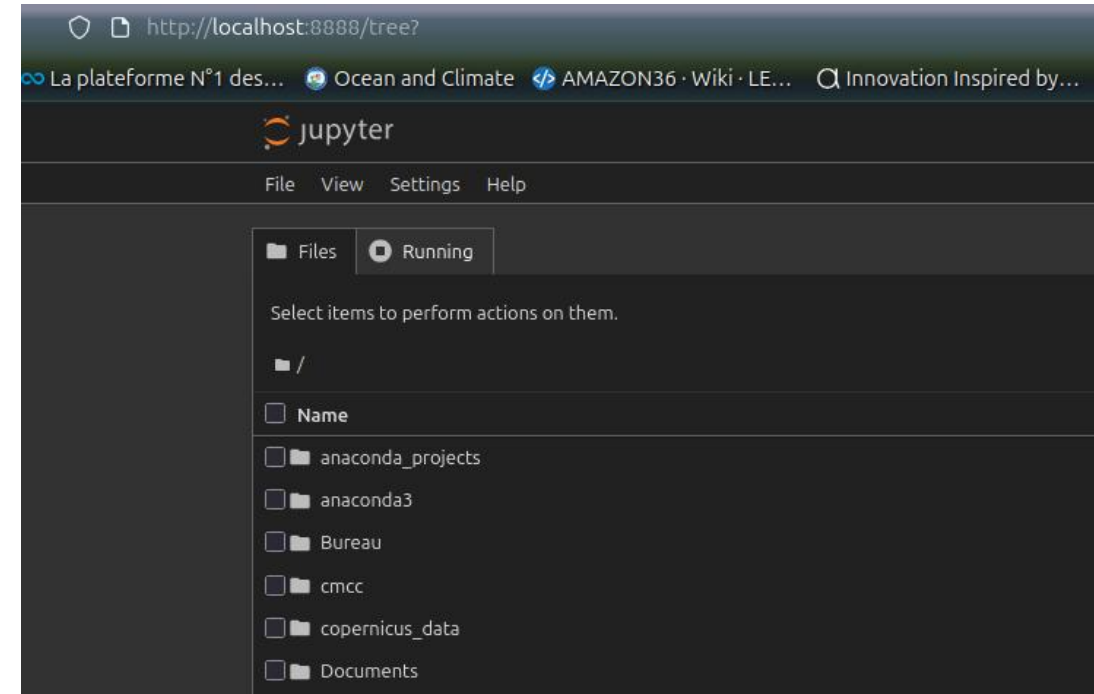 http://localhost:8888/tree?
La plateforme N°1 des... Ocean and Climate AMAZON36 · Wiki · LE... Innovation Inspired by...
jupyter
File View Settings Help
Files Running
Select items to perform actions on them.
/
Name
anaconda_projects
anaconda3
Bureau
cmcc
copernicus_data
Documents